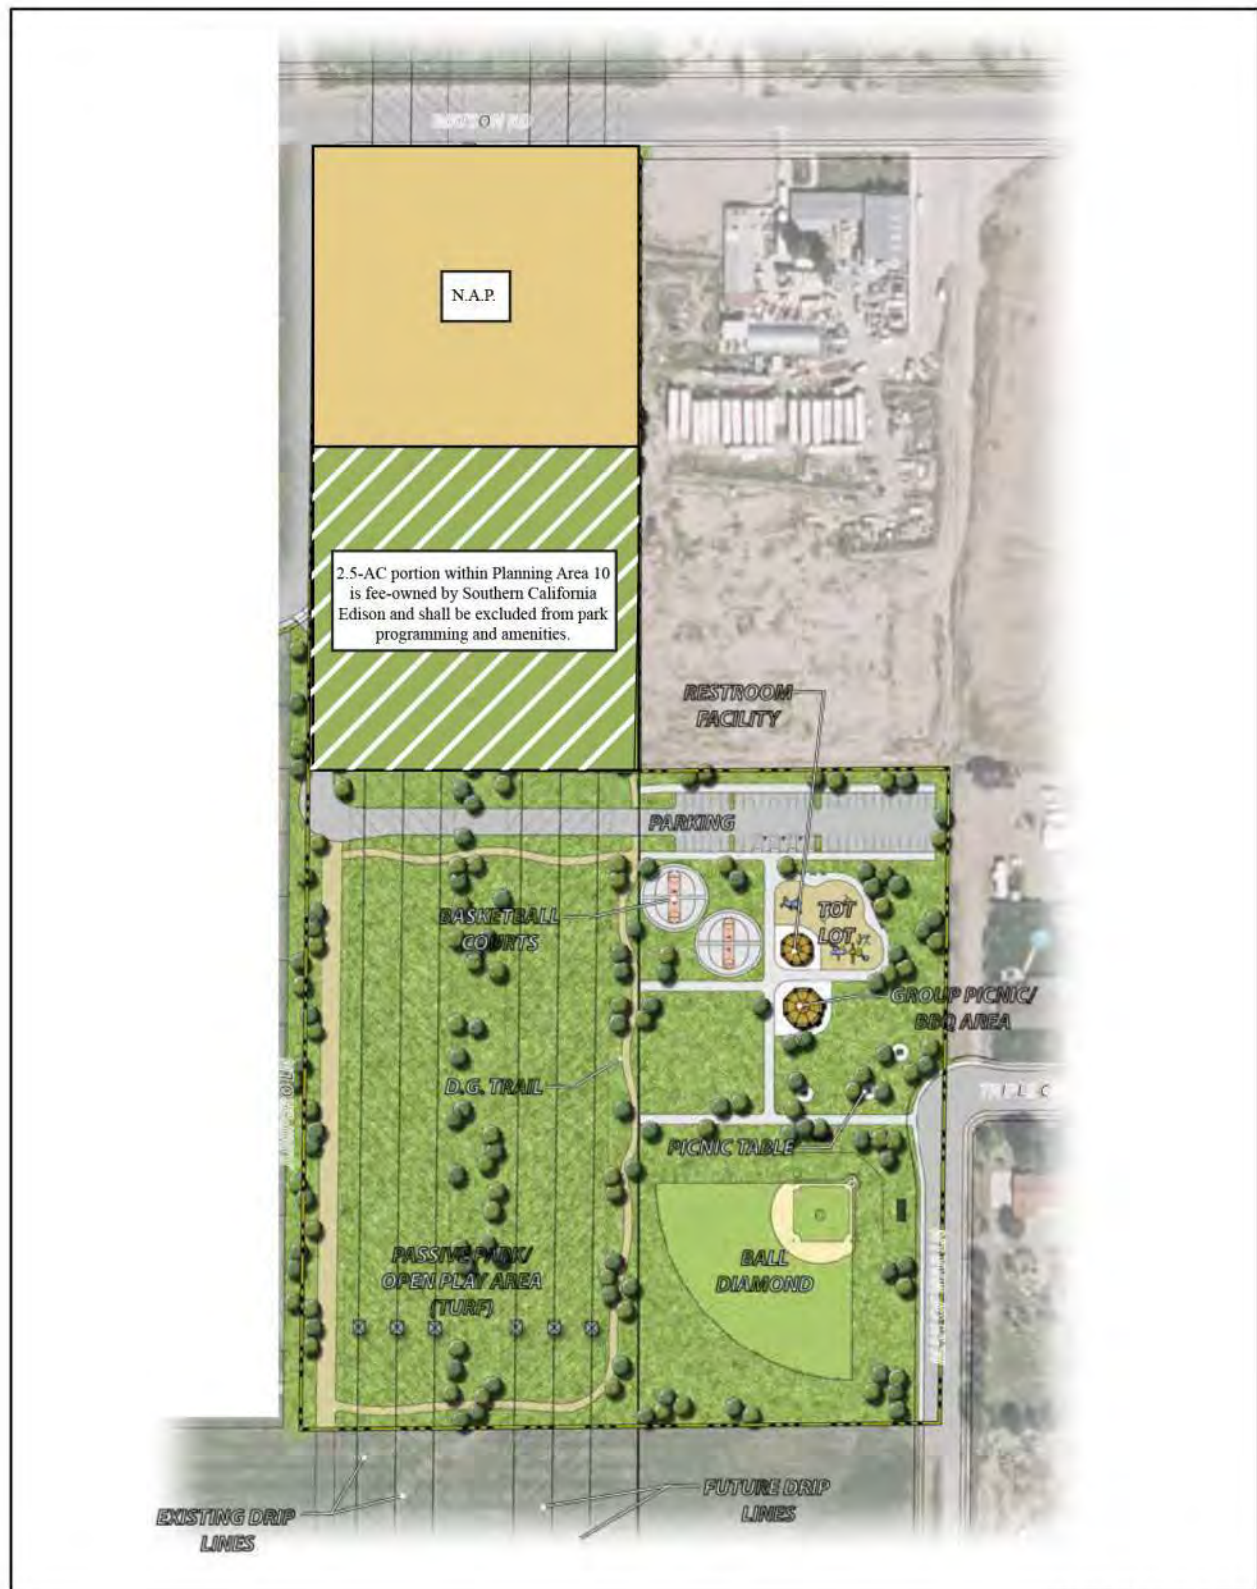 N.A.P.
2.5-AC portion within Planning Area 10
is fee-owned by Southern California
Edison and shall be excluded from park
programming and amenities.
RESTROOM
FACILITY
PARKING
BASKETBALL
COURTS
TOT
LOT
GROUP PICNIC/
BBQ AREA
D.G. TRAIL
PICNIC TABLE
PASSIVE PARK/
OPEN PLAY AREA
(TURF)
BALL
DIAMOND
EXISTING DRIP
LINES
FUTURE DRIP
LINES